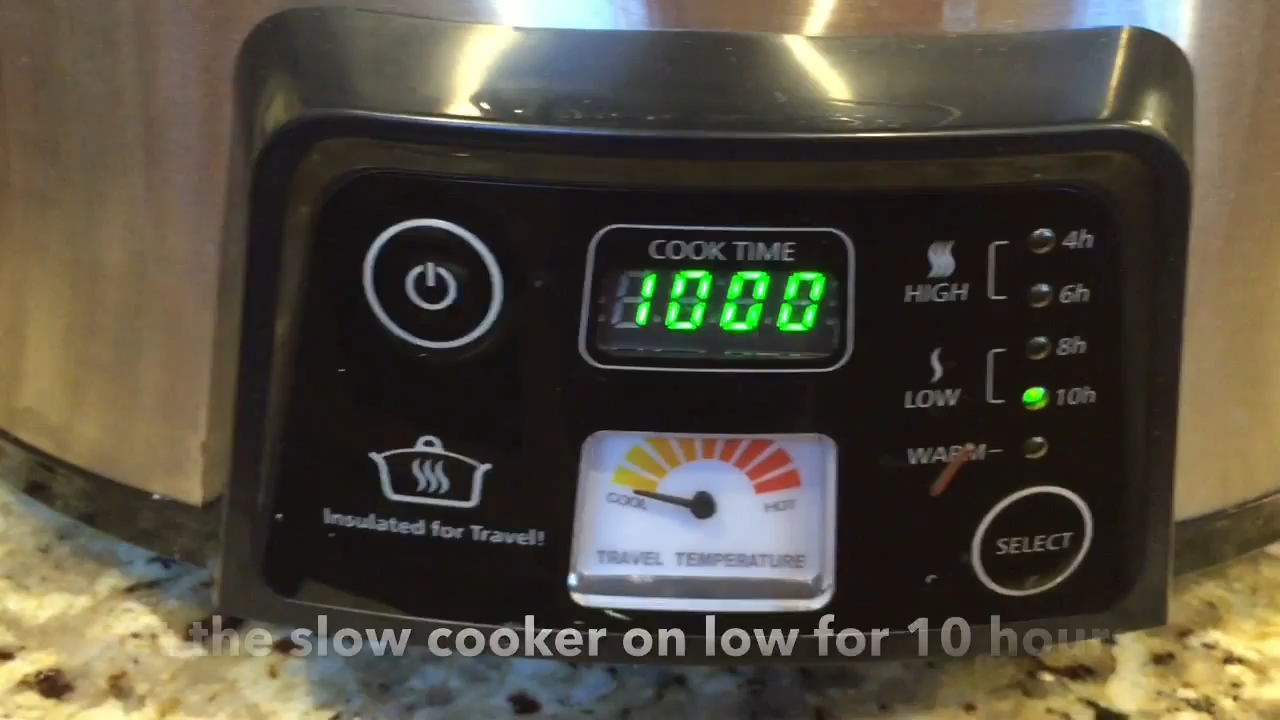 COOK TIME
1000
HIGH
4h
6h
LOW
8h
10h
WARM
SELECT
Insulated for Travel!
COOL
HOT
TRAVEL TEMPERATURE
the slow cooker on low for 10 hours